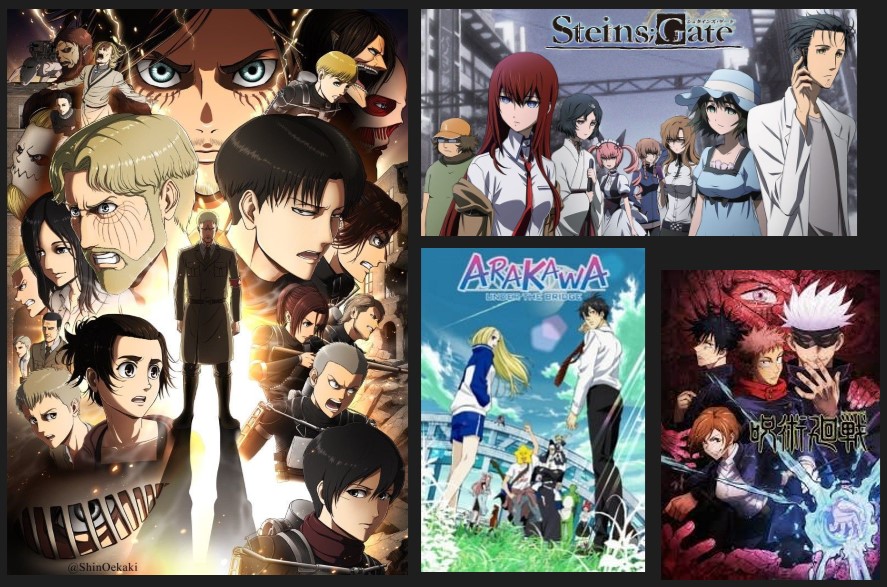 @ShinOekaki
Steins;Gate
ARAKAWA
UNDER THE BRIDGE
呪術廻戦